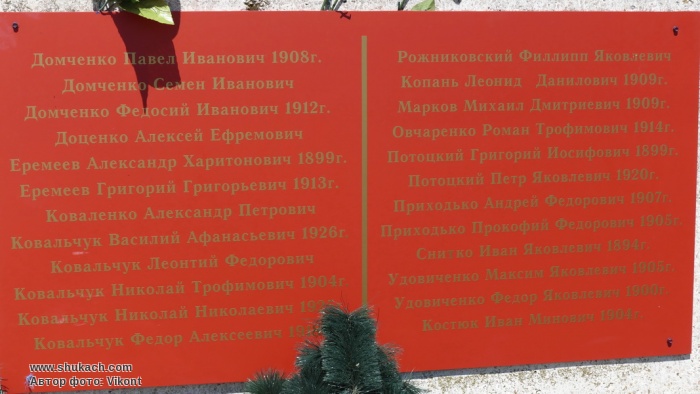 Домченко Павел Иванович 1908г.
Домченко Семен Иванович
Домченко Федосий Иванович 1912г.
Доценко Алексей Ефремович
Еремеев Александр Харитонович 1899г.
Еремеев Григорий Григорьевич 1913г.
Коваленко Александр Петрович
Ковальчук Василий Афанасьевич 1926г.
Ковальчук Леонтий Федорович
Ковальчук Николай Трофимович 1904г.
Ковальчук Николай Николаевич
Ковальчук Федор Алексеевич
Рожниковский Филлипп Яковлевич
Копань Леонид Данилович 1909г.
Марков Михаил Дмитриевич 1909г.
Овчаренко Роман Трофимович 1914г.
Потоцкий Григорий Иосифович 1899г.
Потоцкий Петр Яковлевич 1920г.
Приходько Андрей Федорович 1907г.
Приходько Прокофий Федорович 1905г.
Иван Яковлевич 1894г.
Удовиченко Максим Яковлевич 1905г.
Удовиченко Федор Яковлевич 1909г.
Костюк Иван Минович 1904г.
www.shukach.com
Автор фото: Vikont